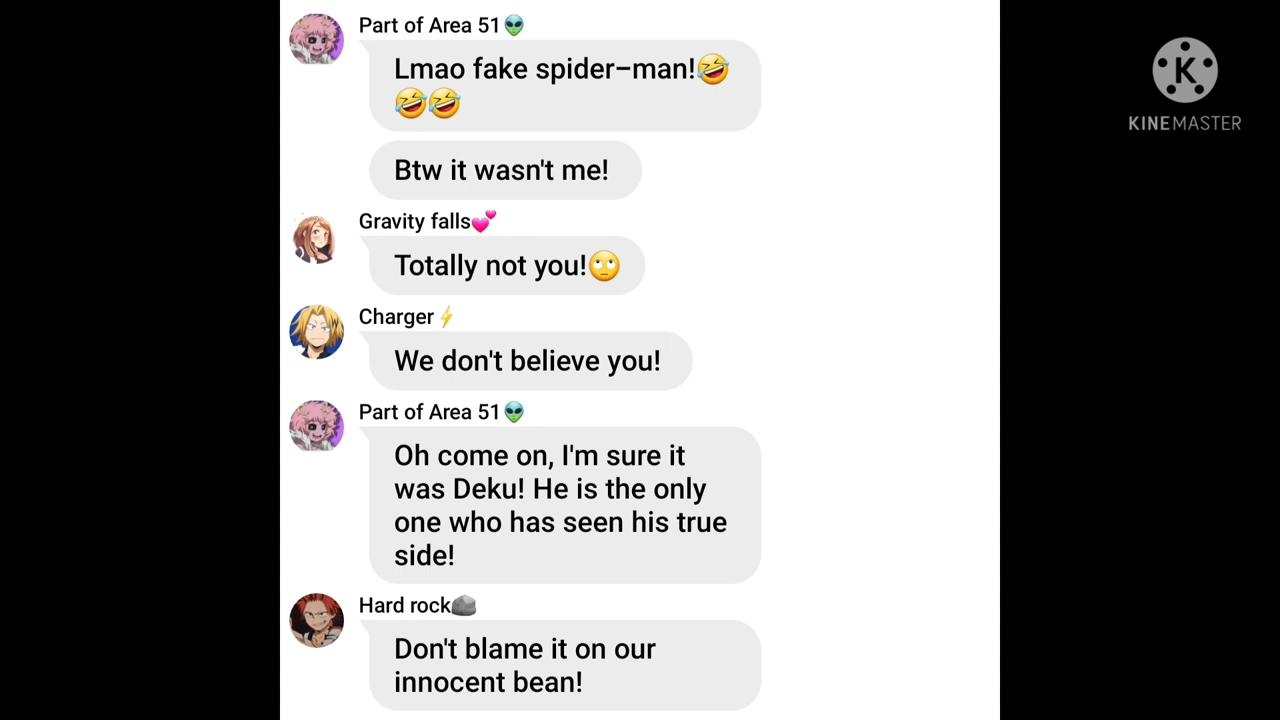 Part of Area 51👽
Lmao fake spider–man!🤣
🤣🤣
Btw it wasn't me!
Gravity falls💕
Totally not you!🙄
Charger⚡
We don't believe you!
Part of Area 51👽
Oh come on, I'm sure it
was Deku! He is the only
one who has seen his true
side!
Hard rock🪨
Don't blame it on our
innocent bean!
K
KINEMASTER